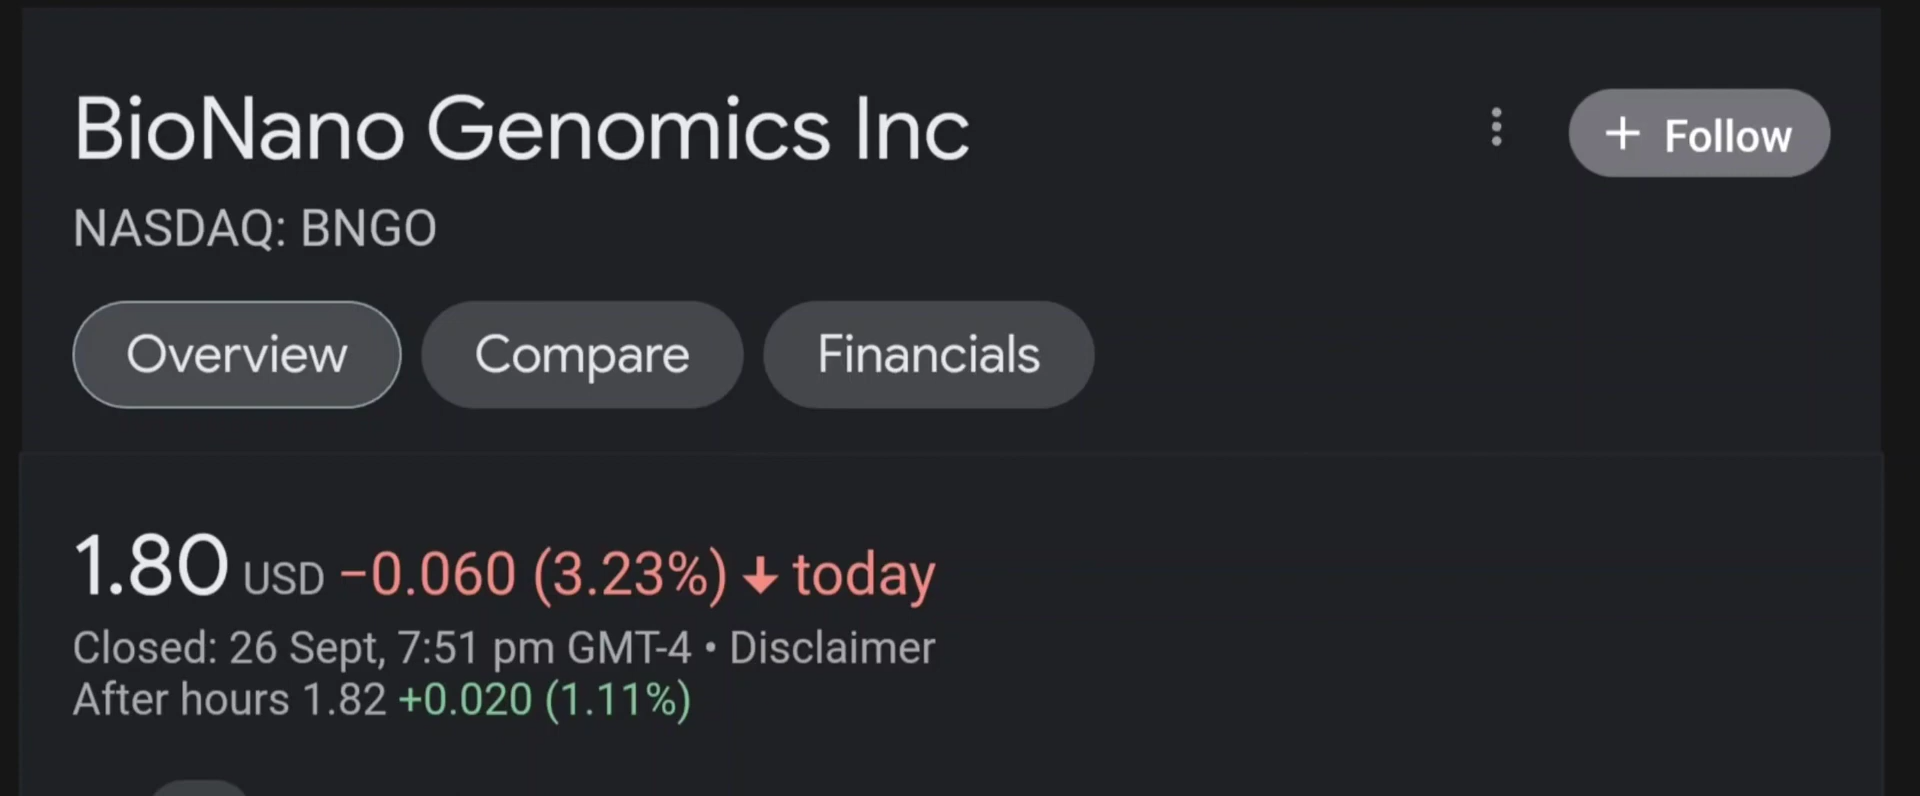 BioNano Genomics Inc
+ Follow
NASDAQ: BNGO
Overview
Compare
Financials
1.80 USD −0.060 (3.23%) ↓ today
Closed: 26 Sept, 7:51 pm GMT-4 • Disclaimer
After hours 1.82 +0.020 (1.11%)